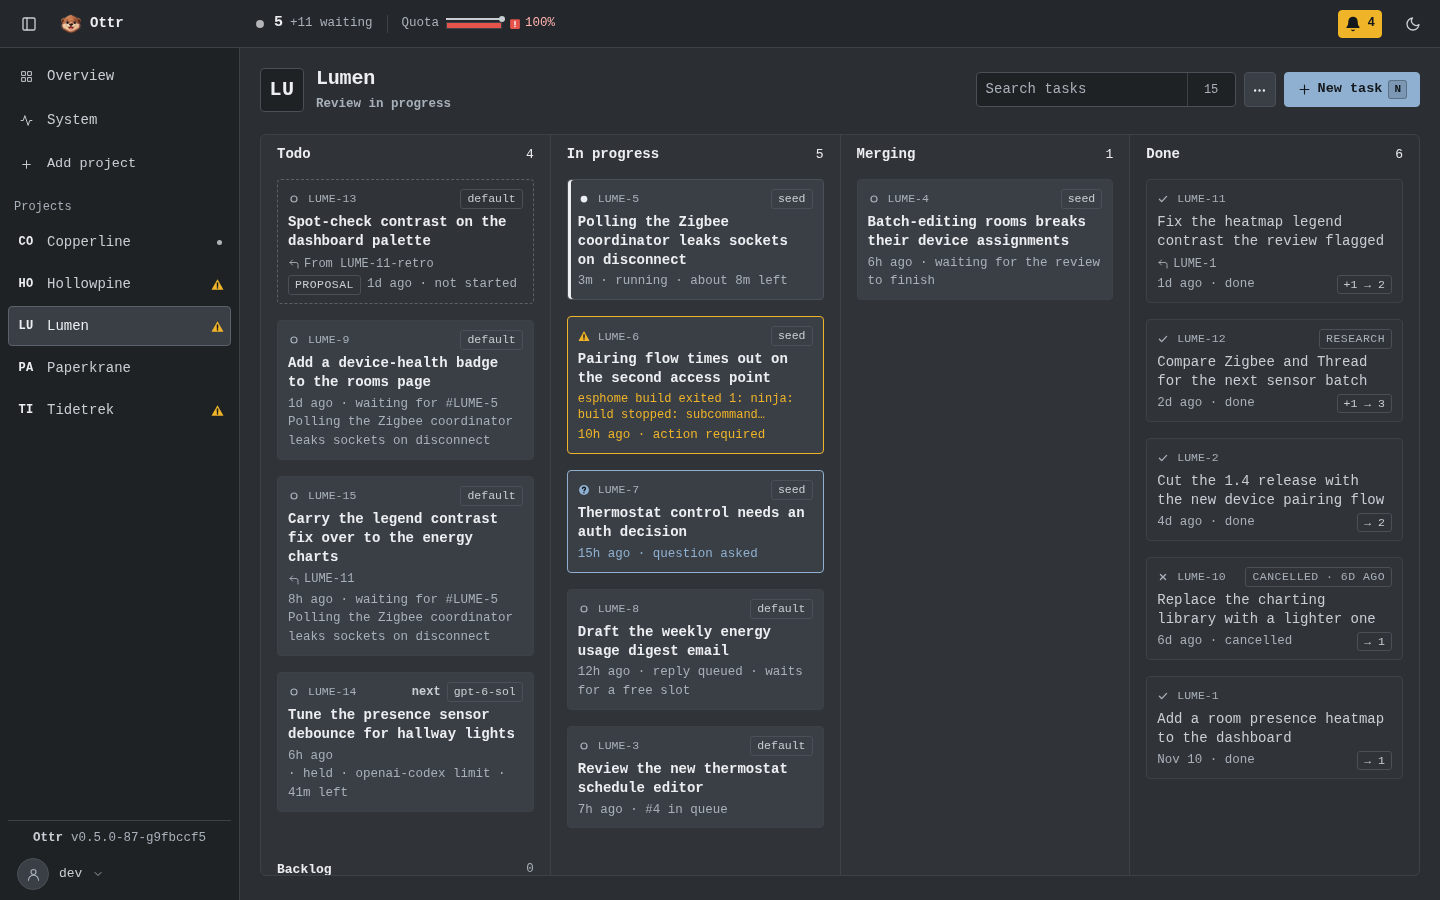 Ottr
5 +11 waiting
Quota 100%
4
Overview
System
Add project
Projects
CO Copperline
HO Hollowpine
LU Lumen
PA Paperkrane
TI Tidetrek
Ottr v0.5.0-87-g9fbccf5
dev
LU
Lumen
Review in progress
Search tasks 15
New task N
Todo 4
LUME-13 default
Spot-check contrast on the
dashboard palette
From LUME-11-retro
PROPOSAL 1d ago · not started
LUME-9 default
Add a device-health badge
to the rooms page
1d ago · waiting for #LUME-5
Polling the Zigbee coordinator
leaks sockets on disconnect
LUME-15 default
Carry the legend contrast
fix over to the energy
charts
LUME-11
8h ago · waiting for #LUME-5
Polling the Zigbee coordinator
leaks sockets on disconnect
LUME-14 next gpt-6-sol
Tune the presence sensor
debounce for hallway lights
6h ago
· held · openai-codex limit ·
41m left
Backlog 0
In progress 5
LUME-5 seed
Polling the Zigbee
coordinator leaks sockets
on disconnect
3m · running · about 8m left
LUME-6 seed
Pairing flow times out on
the second access point
esphome build exited 1: ninja:
build stopped: subcommand…
10h ago · action required
LUME-7 seed
Thermostat control needs an
auth decision
15h ago · question asked
LUME-8 default
Draft the weekly energy
usage digest email
12h ago · reply queued · waits
for a free slot
LUME-3 default
Review the new thermostat
schedule editor
7h ago · #4 in queue
Merging 1
LUME-4 seed
Batch-editing rooms breaks
their device assignments
6h ago · waiting for the review
to finish
Done 6
LUME-11
Fix the heatmap legend
contrast the review flagged
LUME-1
1d ago · done +1 → 2
LUME-12 RESEARCH
Compare Zigbee and Thread
for the next sensor batch
2d ago · done +1 → 3
LUME-2
Cut the 1.4 release with
the new device pairing flow
4d ago · done → 2
LUME-10 CANCELLED · 6D AGO
Replace the charting
library with a lighter one
6d ago · cancelled → 1
LUME-1
Add a room presence heatmap
to the dashboard
Nov 10 · done → 1